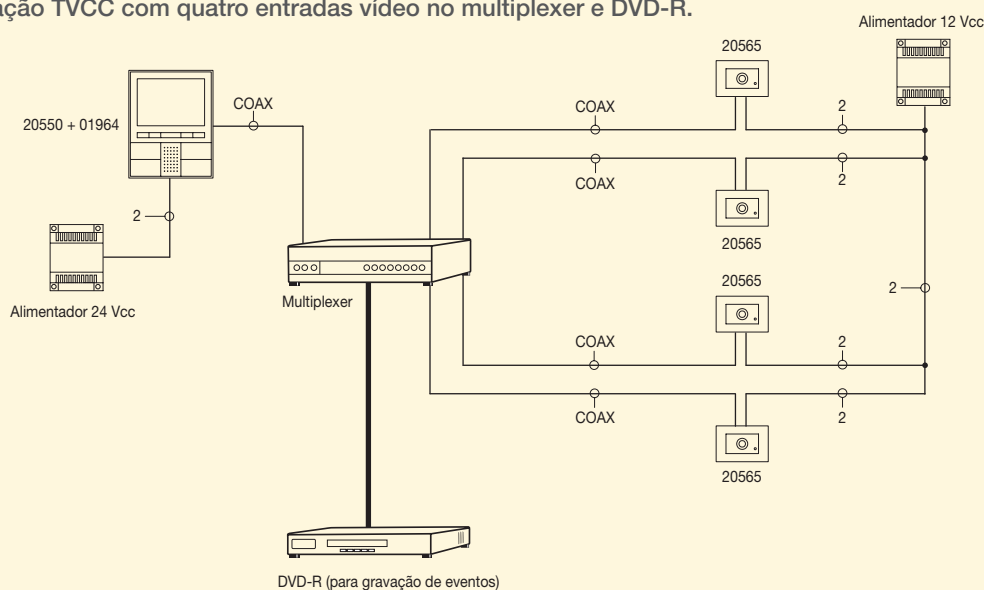 TVCC com quatro entradas vídeo no multiplexer e DVD-R.
Alimentador 12 Vcc
20565
COAX
20550 + 01964
COAX
2
COAX
2
2
20565
Multiplexer
Alimentador 24 Vcc
20565
2
COAX
2
COAX
2
20565
DVD-R (para gravação de eventos)